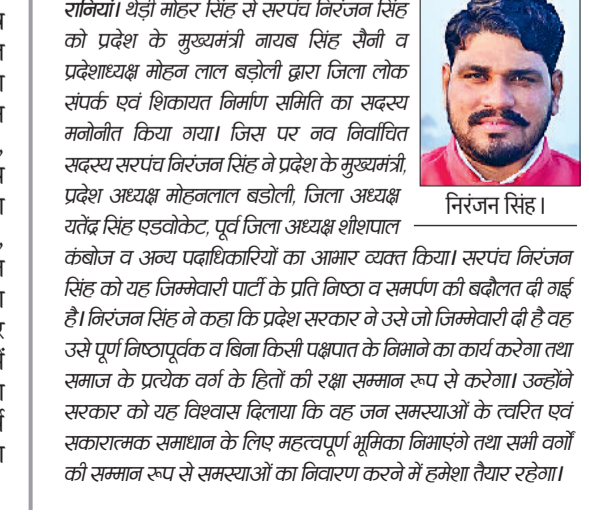 रानियां। थेड़ी मोहर सिंह से सरपंच निरंजन सिंह
को प्रदेश के मुख्यमंत्री नायब सिंह सैनी व
प्रदेशाध्यक्ष मोहन लाल बड़ोली द्वारा जिला लोक
संपर्क एवं शिकायत निर्माण समिति का सदस्य
मनोनीत किया गया। जिस पर नव निर्वाचित
सदस्य सरपंच निरंजन सिंह ने प्रदेश के मुख्यमंत्री,
प्रदेश अध्यक्ष मोहनलाल बडोली, जिला अध्यक्ष
यतेंद्र सिंह एडवोकेट, पूर्व जिला अध्यक्ष शीशपाल
कंबोज व अन्य पदाधिकारियों का आभार व्यक्त किया। सरपंच निरंजन
सिंह को यह जिम्मेवारी पार्टी के प्रति निष्ठा व समर्पण की बदौलत दी गई
है। निरंजन सिंह ने कहा कि प्रदेश सरकार ने उसे जो जिम्मेवारी दी है वह
उसे पूर्ण निष्ठापूर्वक व बिना किसी पक्षपात के निभाने का कार्य करेगा तथा
समाज के प्रत्येक वर्ग के हितों की रक्षा सम्मान रूप से करेगा। उन्होंने
सरकार को यह विश्वास दिलाया कि वह जन समस्याओं के त्वरित एवं
सकारात्मक समाधान के लिए महत्वपूर्ण भूमिका निभाएंगे तथा सभी वर्गों
की सम्मान रूप से समस्याओं का निवारण करने में हमेशा तैयार रहेगा।
निरंजन सिंह।